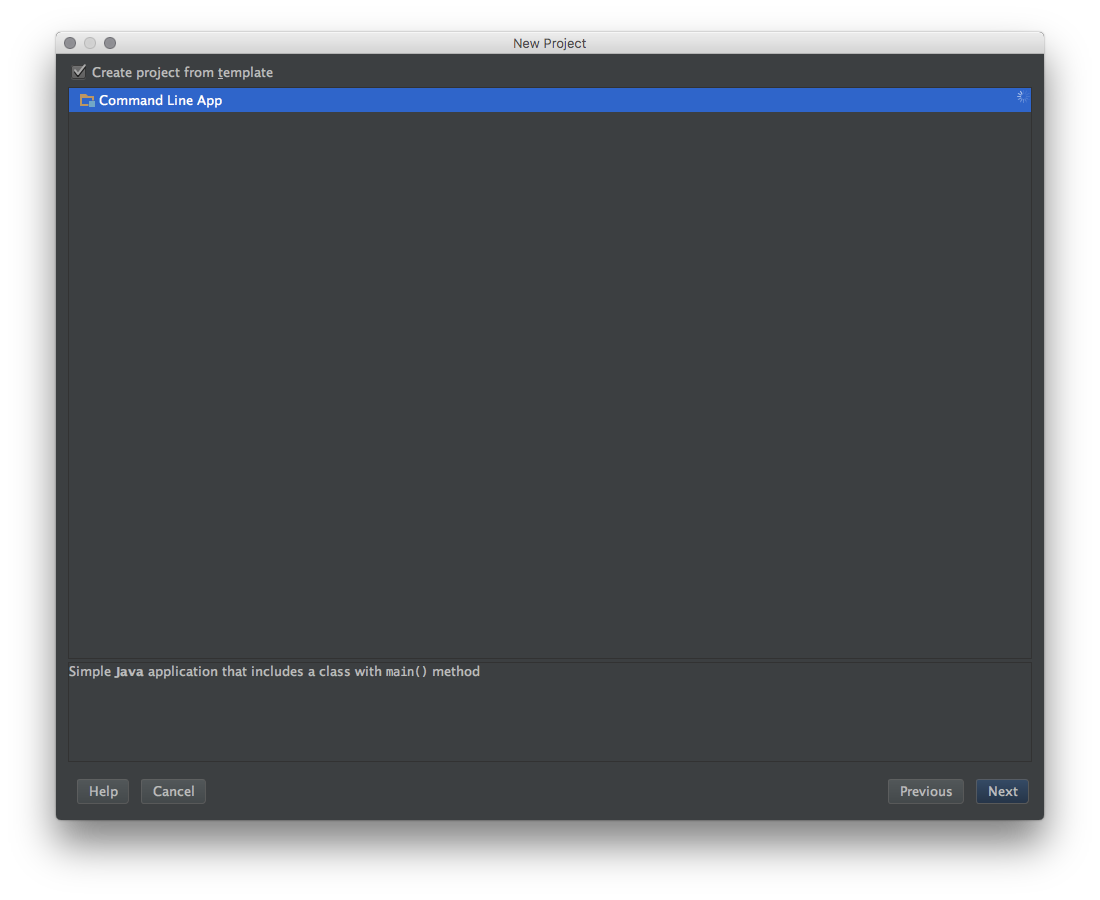 New Project
Create project from template
Command Line App
Simple Java application that includes a class with main() method
Help Cancel Previous Next